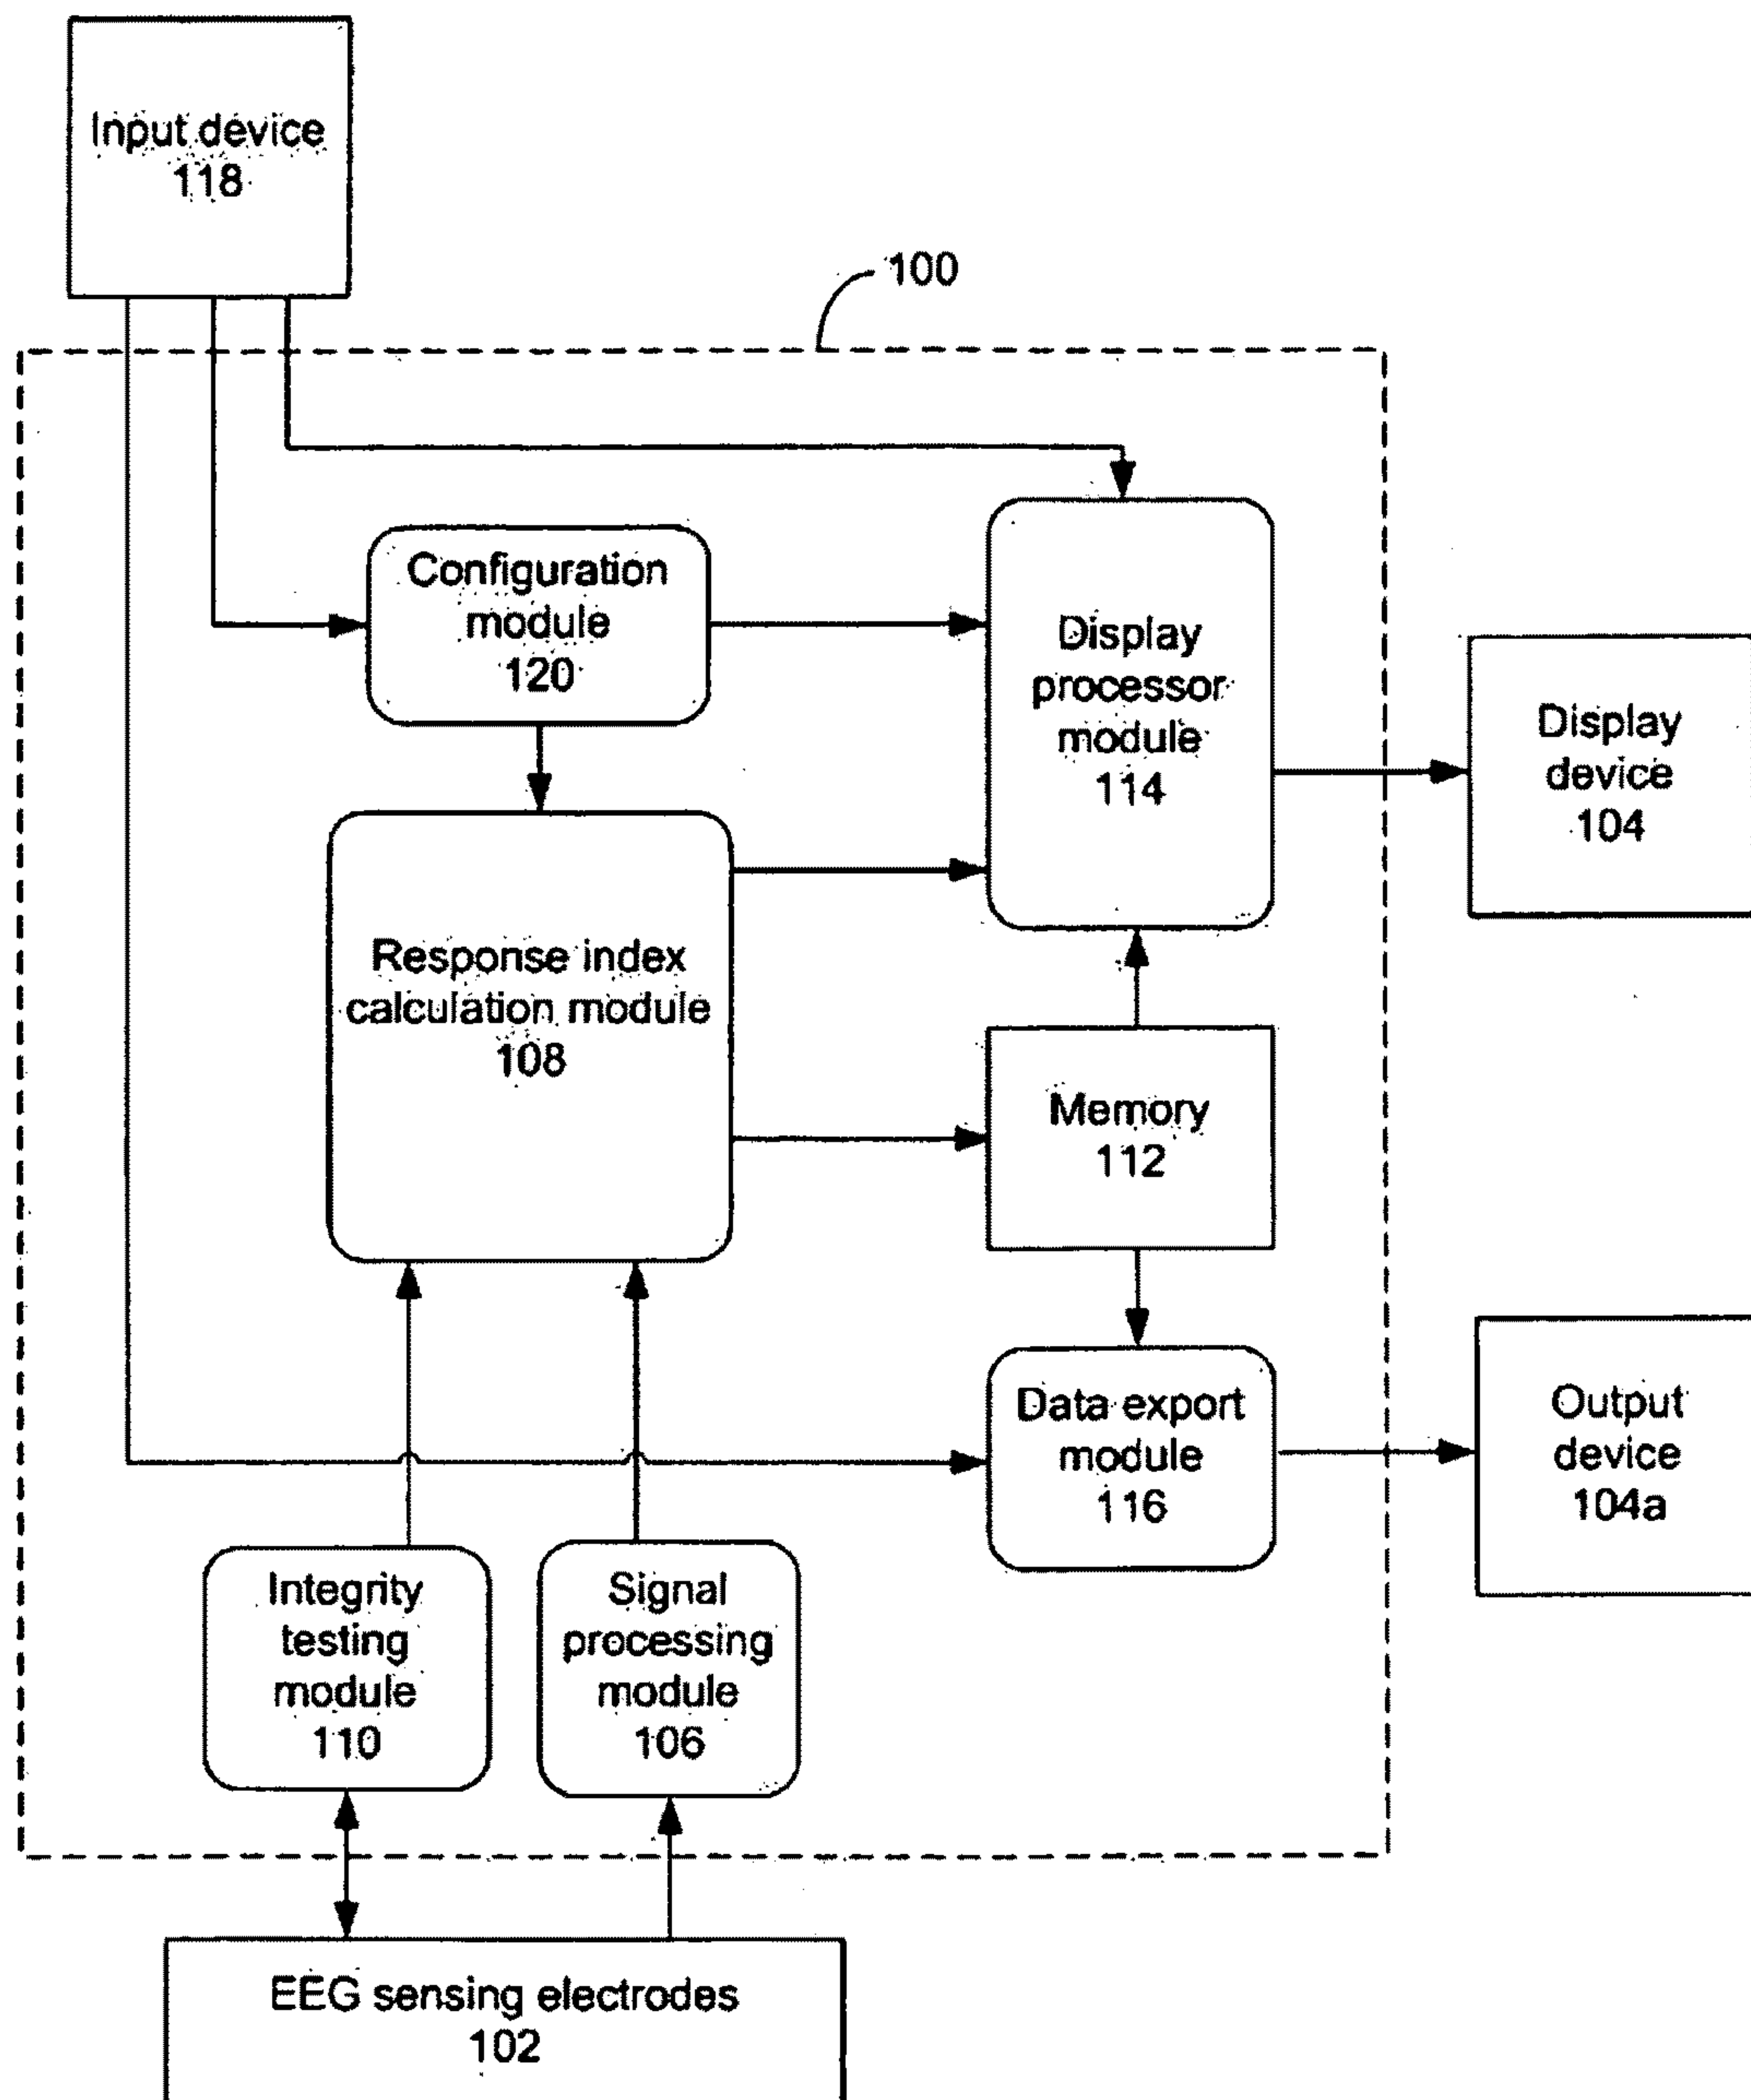 Input device
118
100
Configuration
module
120
Display
processor
module
114
Display
device
104
Response index
calculation module
108
Memory
112
Data export
module
116
Output
device
104a
Integrity
testing
module
110
Signal
processing
module
106
EEG sensing electrodes
102